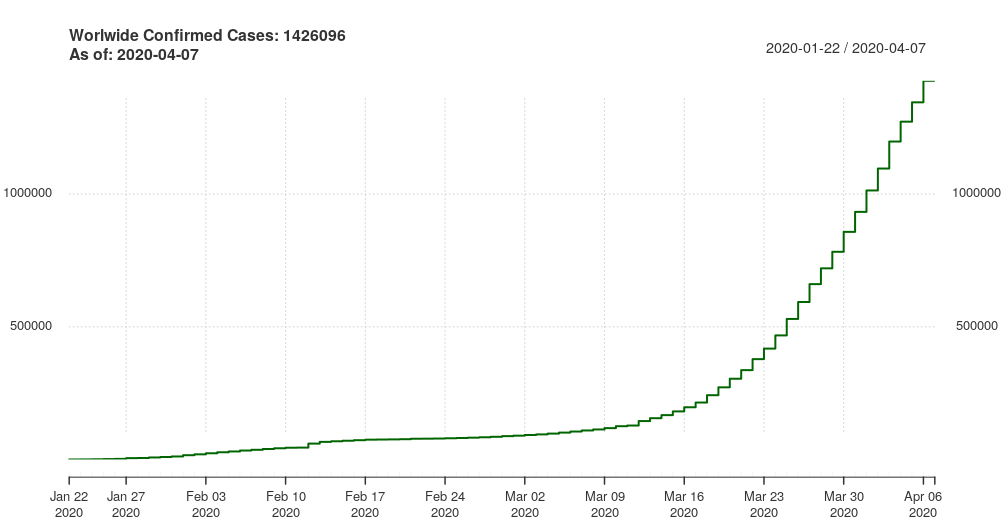 Worlwide Confirmed Cases: 1426096
As of: 2020-04-07
2020-01-22 / 2020-04-07
1000000 1000000
500000 500000
Jan 22 Jan 27 Feb 03 Feb 10 Feb 17 Feb 24 Mar 02 Mar 09 Mar 16 Mar 23 Mar 30 Apr 06
2020 2020 2020 2020 2020 2020 2020 2020 2020 2020 2020 2020